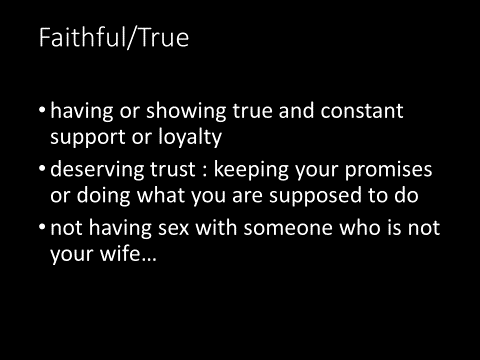 Faithful/True
• having or showing true and constant
support or loyalty
• deserving trust : keeping your promises
or doing what you are supposed to do
• not having sex with someone who is not
your wife…